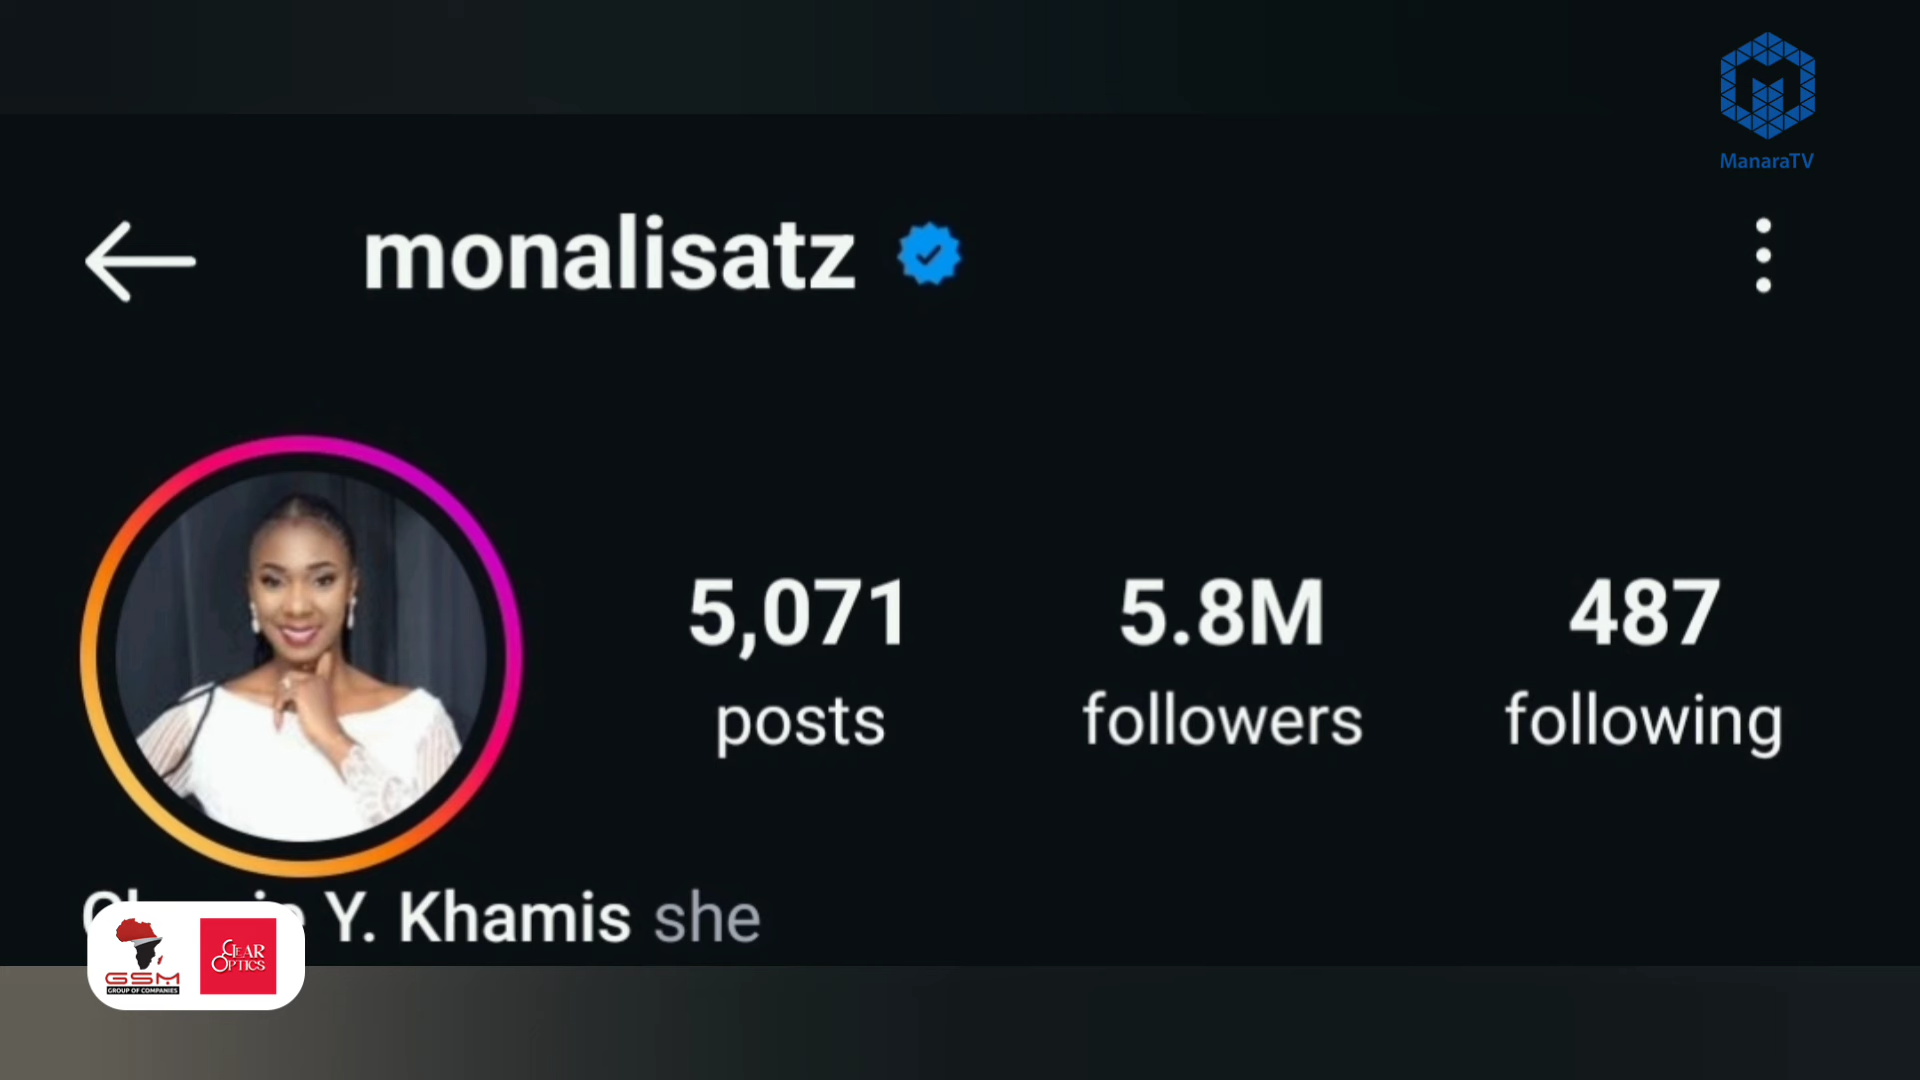 ManaraTV
monalisatz
5,071
posts
5.8M
followers
487
following
Y. Khamis she
GSM
GROUP OF COMPANIES
CLEAR
OPTICS